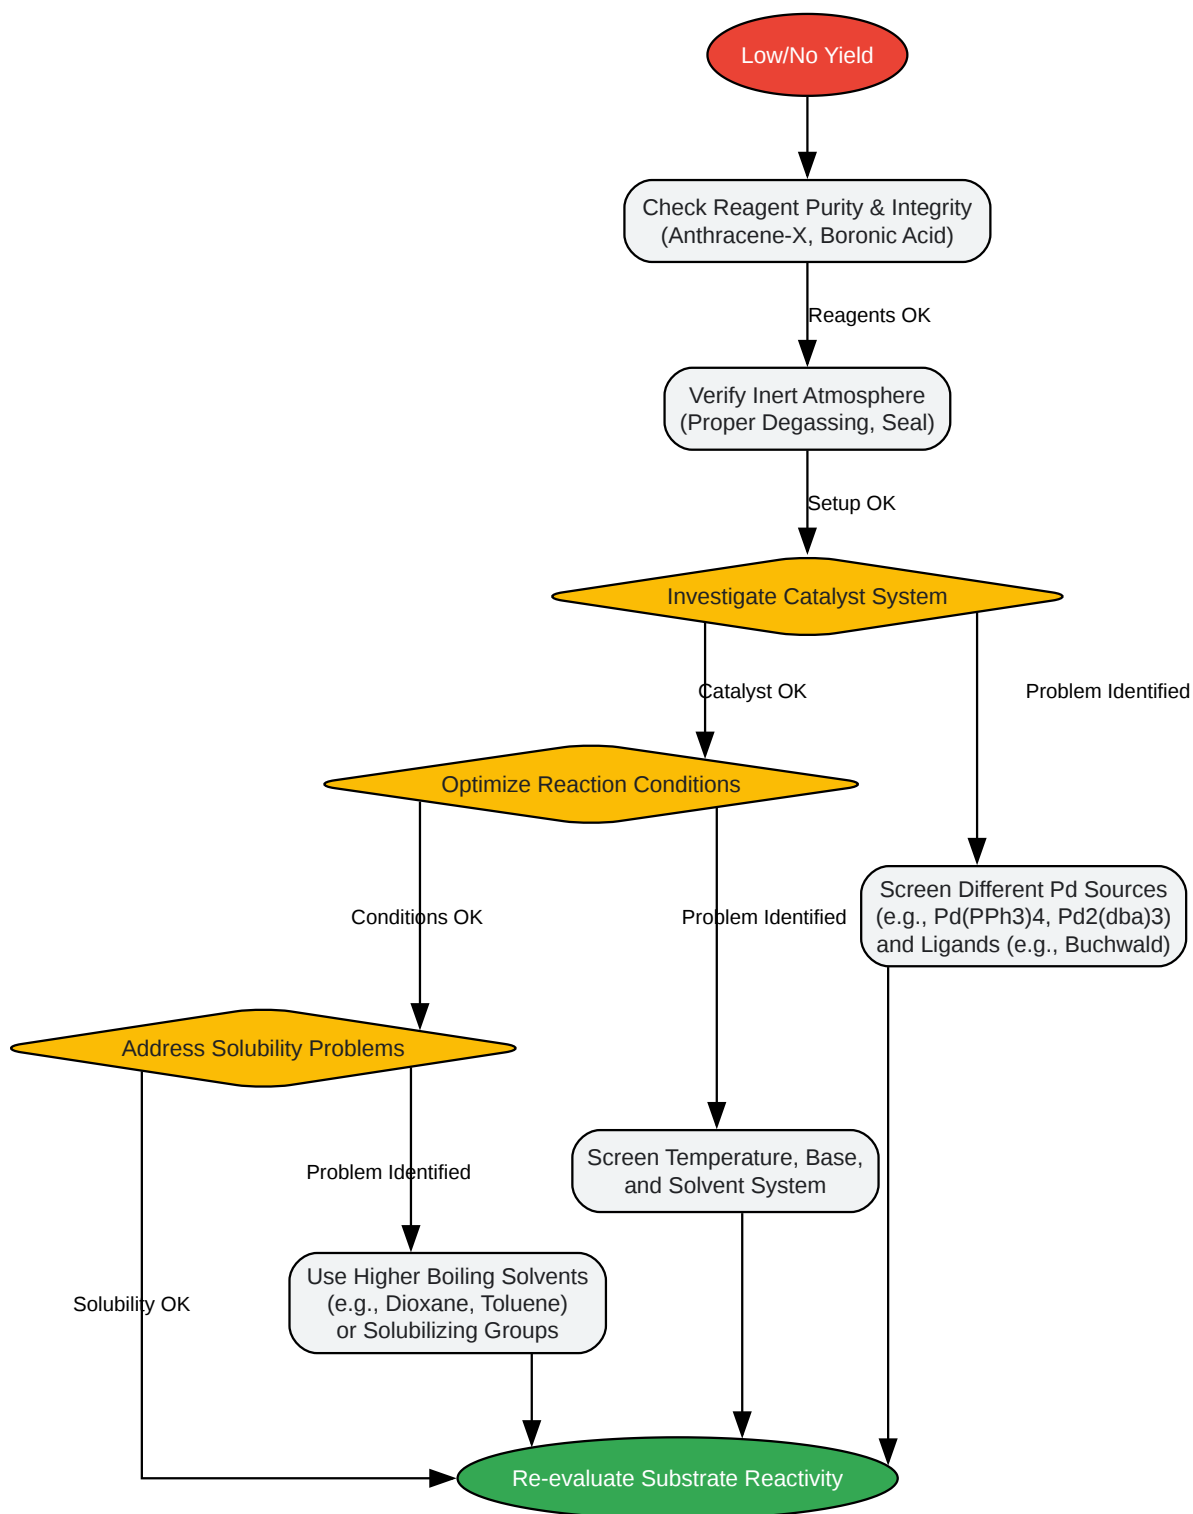 Low/No Yield
Check Reagent Purity & Integrity
(Anthracene-X, Boronic Acid)
Reagents OK
Verify Inert Atmosphere
(Proper Degassing, Seal)
Setup OK
Investigate Catalyst System
Catalyst OK
Problem Identified
Optimize Reaction Conditions
Screen Different Pd Sources
(e.g., Pd(PPh3)4, Pd2(dba)3)
and Ligands (e.g., Buchwald)
Conditions OK
Problem Identified
Address Solubility Problems
Screen Temperature, Base,
and Solvent System
Problem Identified
Use Higher Boiling Solvents
(e.g., Dioxane, Toluene)
or Solubilizing Groups
Solubility OK
Re-evaluate Substrate Reactivity